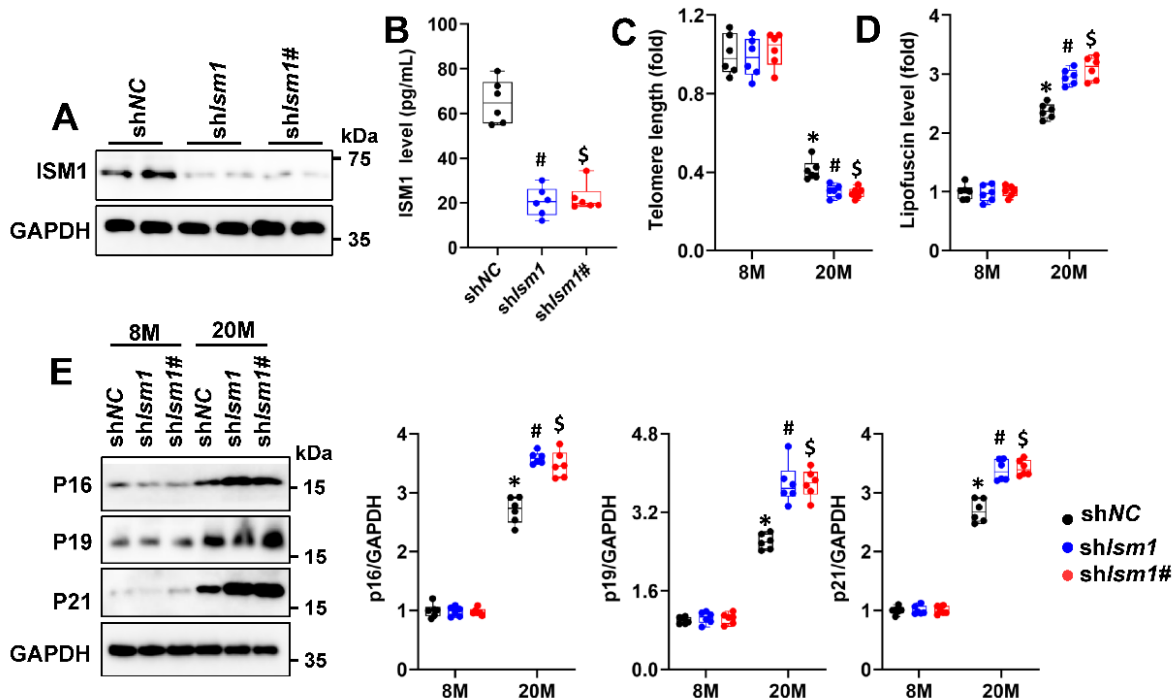 A
shNC
shIsm1
shIsm1#
kDa
ISM1
75
GAPDH
35
B
ISM1 level (pg/mL)
100
80
60
40
20
0
#
$
shNC
shIsm1
shIsm1#
C
Telomere length (fold)
1.2
0.8
0.4
0.0
*
#
$
8M
20M
D
Lipofuscin level (fold)
4
3
2
1
0
*
#
$
8M
20M
E
8M
20M
shNC
shIsm1
shIsm1#
shNC
shIsm1
shIsm1#
kDa
P16
15
P19
15
P21
15
GAPDH
35
p16/GAPDH
4
3
2
1
0
*
#
$
8M
20M
p19/GAPDH
4.8
3.2
1.6
0
*
#
$
8M
20M
p21/GAPDH
4
3
2
1
0
*
#
$
8M
20M
shNC
shIsm1
shIsm1#